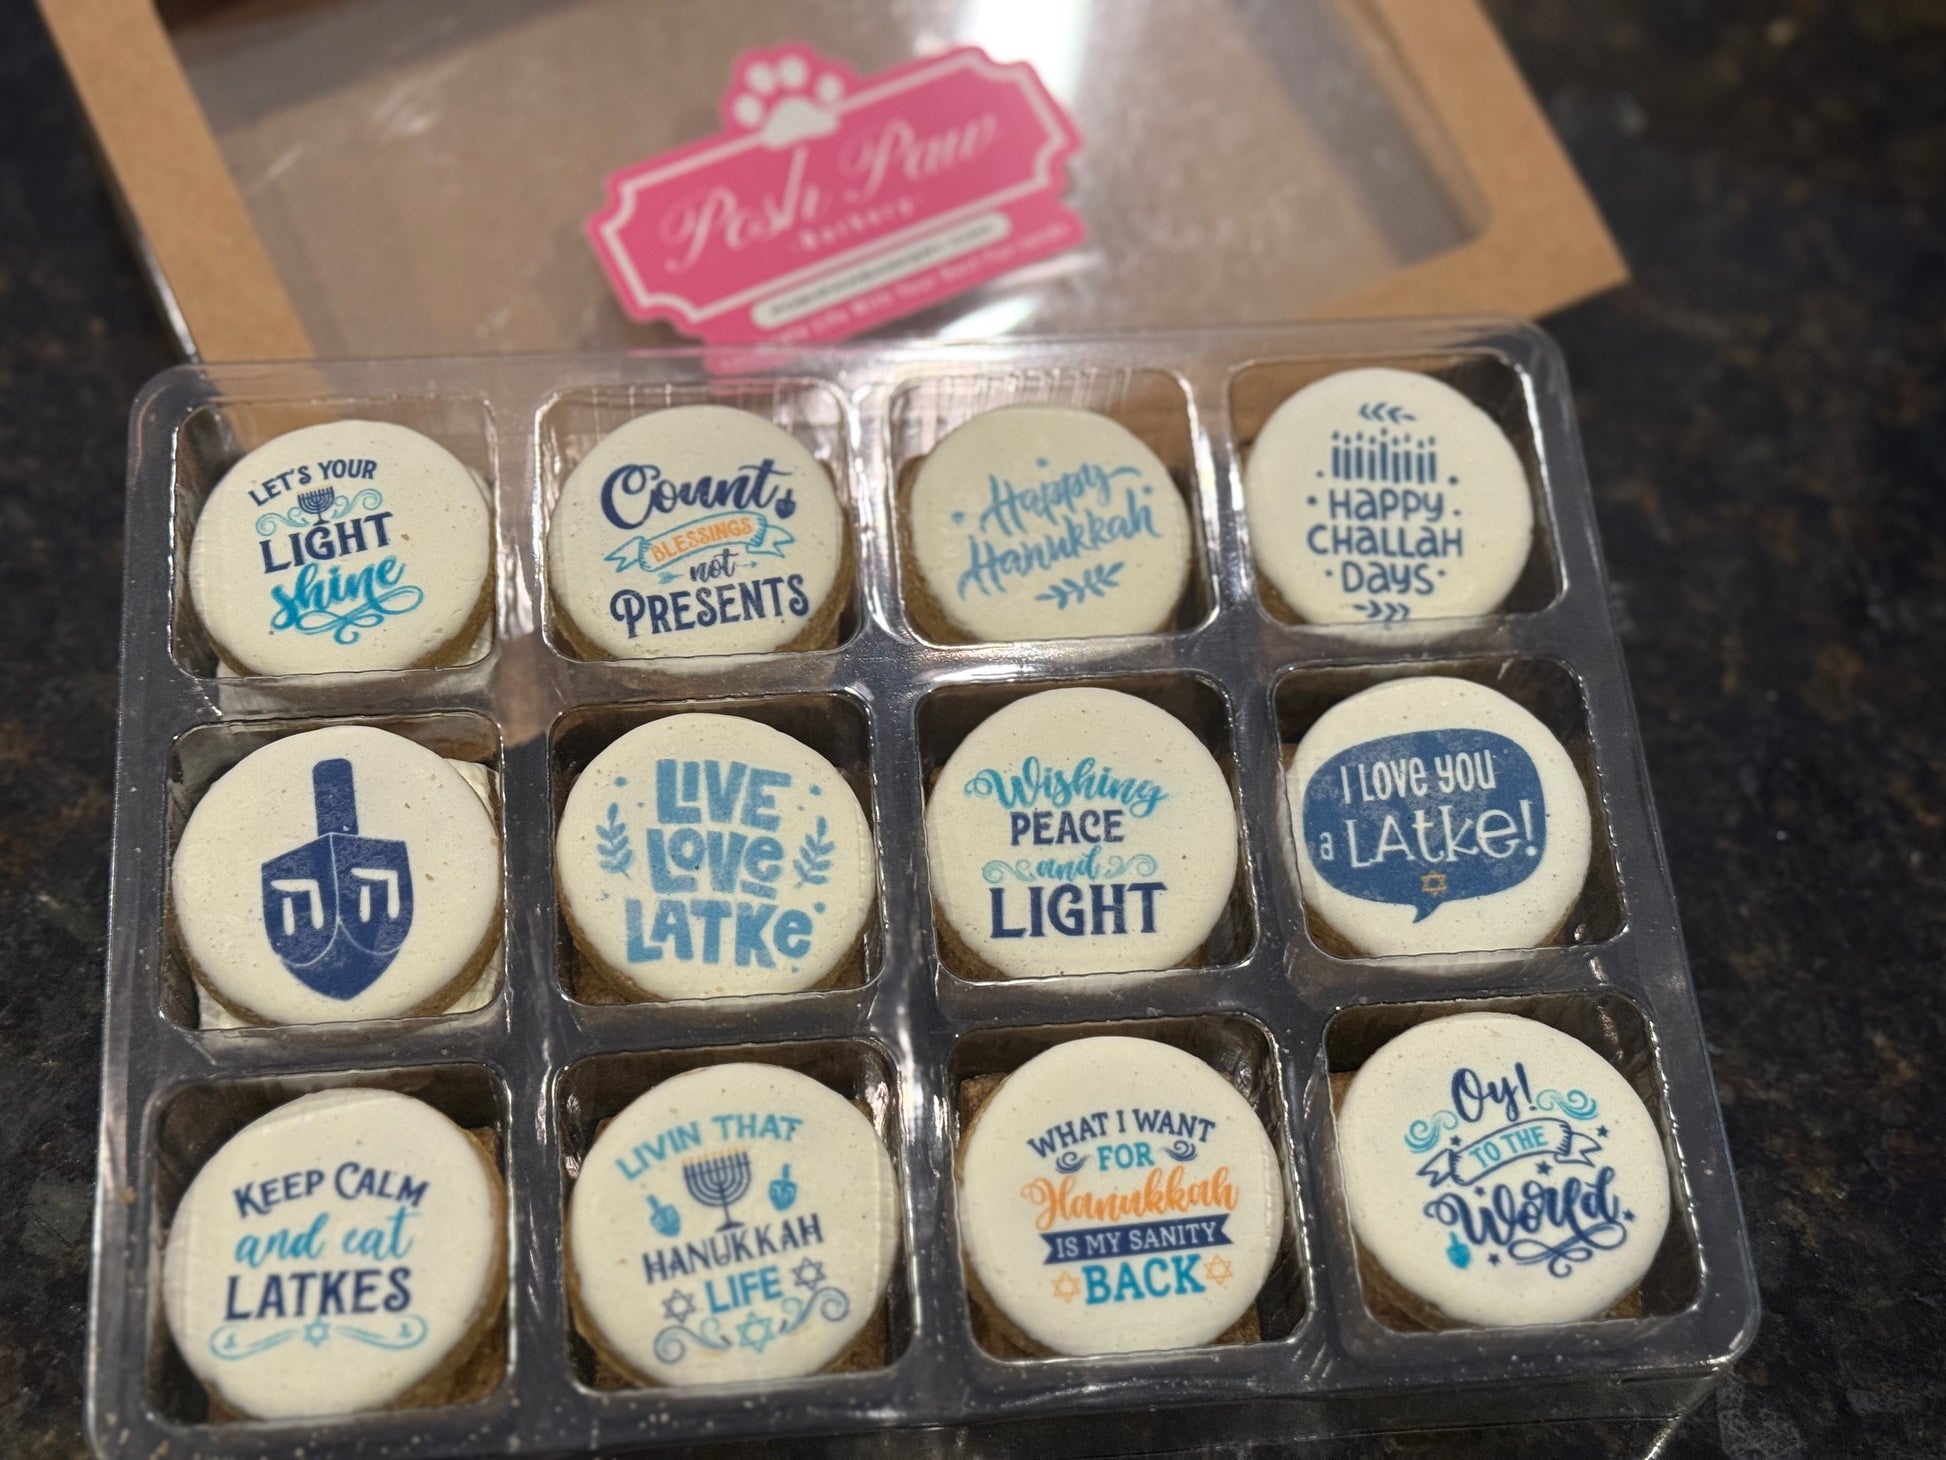 Posh Paw
-Barkery-
LET'S YOUR
LIGHT
shine
Count
BLESSINGS
not
PRESENTS
Happy
Hanukkah
HAPPY
CHALLAH
DAYS
ה נ
LIVE
LOVE
LATKE
Wishing
PEACE
and
LIGHT
I LOVE YOU
a LATKE!
KEEP CALM
and eat
LATKES
LIVIN THAT
HANUKKAH
LIFE
WHAT I WANT
FOR
Hanukkah
IS MY SANITY
BACK
Oy!
TO THE
World